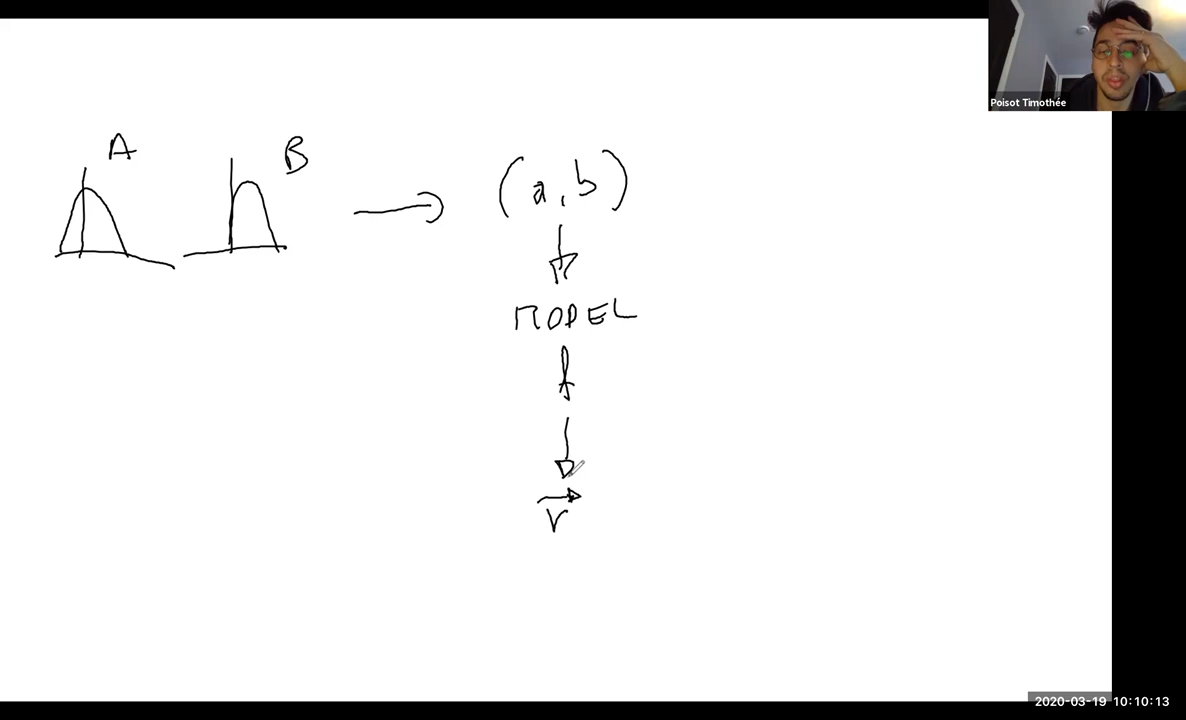 Poisot Timothée
A
B
(a, b)
MODEL
f
v
2020-03-19 10:10:13